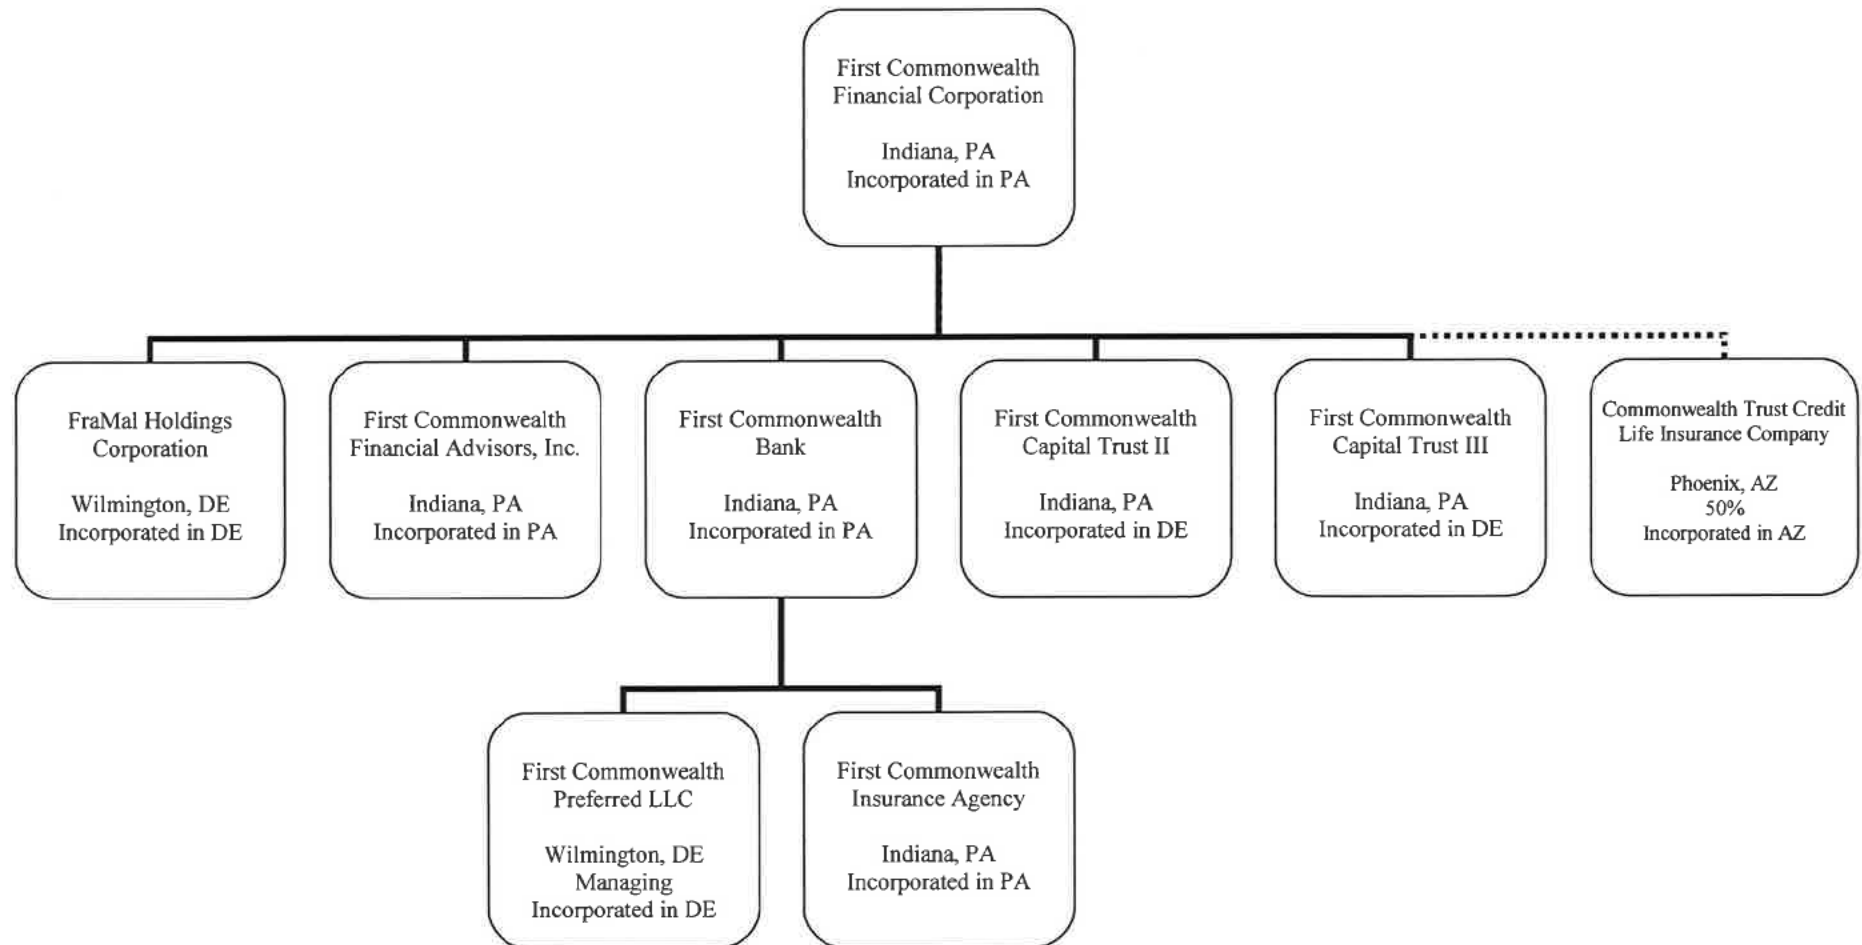 First Commonwealth
Financial Corporation
Indiana, PA
Incorporated in PA
FraMal Holdings
Corporation
Wilmington, DE
Incorporated in DE
First Commonwealth
Financial Advisors, Inc.
Indiana, PA
Incorporated in PA
First Commonwealth
Bank
Indiana, PA
Incorporated in PA
First Commonwealth
Capital Trust II
Indiana, PA
Incorporated in DE
First Commonwealth
Capital Trust III
Indiana, PA
Incorporated in DE
Commonwealth Trust Credit
Life Insurance Company
Phoenix, AZ
50%
Incorporated in AZ
First Commonwealth
Preferred LLC
Wilmington, DE
Managing
Incorporated in DE
First Commonwealth
Insurance Agency
Indiana, PA
Incorporated in PA